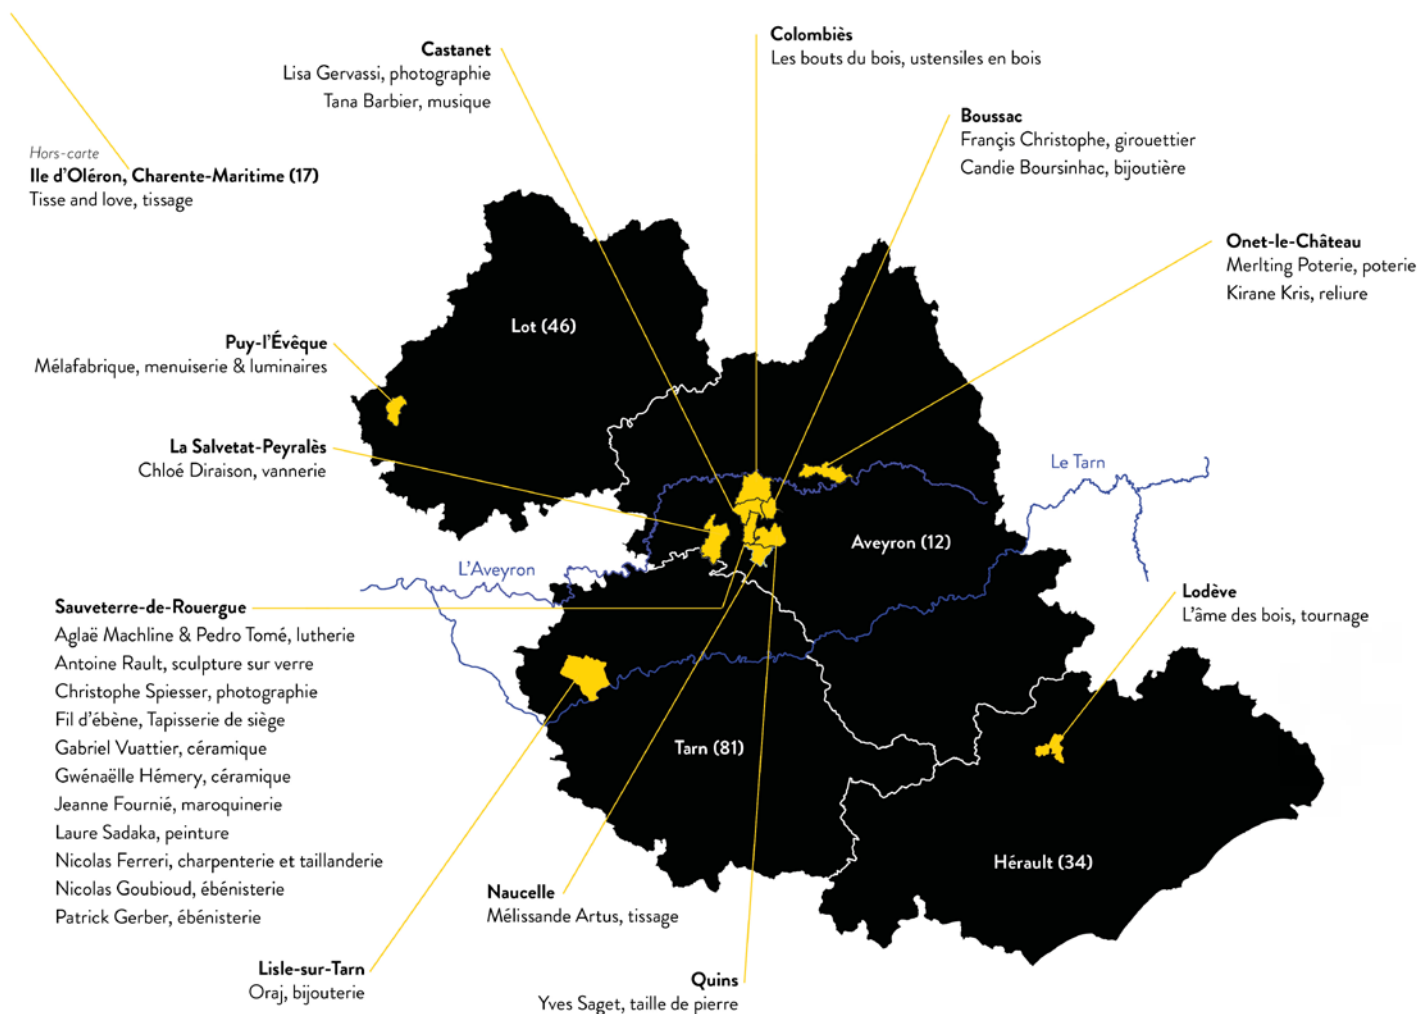 Castanet
Lisa Gervassi, photographie
Tana Barbier, musique
Colombiès
Les bouts du bois, ustensiles en bois
Boussac
Françis Christophe, girouettier
Candie Boursinhac, bijoutière
Hors-carte
Ile d'Oléron, Charente-Maritime (17)
Tisse and love, tissage
Onet-le-Château
Merlting Poterie, poterie
Kirane Kris, reliure
Lot (46)
Puy-l'Évêque
Mélafabrique, menuiserie & luminaires
La Salvetat-Peyralès
Chloé Diraison, vannerie
Le Tarn
Aveyron (12)
L'Aveyron
Lodève
L'âme des bois, tournage
Sauveterre-de-Rouergue
Aglaë Machline & Pedro Tomé, lutherie
Antoine Rault, sculpture sur verre
Christophe Spiesser, photographie
Fil d'ébène, Tapisserie de siège
Gabriel Vuattier, céramique
Gwénaëlle Hémery, céramique
Jeanne Fournié, maroquinerie
Laure Sadaka, peinture
Nicolas Ferreri, charpenterie et taillanderie
Nicolas Goubioud, ébénisterie
Patrick Gerber, ébénisterie
Tarn (81)
Hérault (34)
Naucelle
Mélissande Artus, tissage
Lisle-sur-Tarn
Oraj, bijouterie
Quins
Yves Saget, taille de pierre